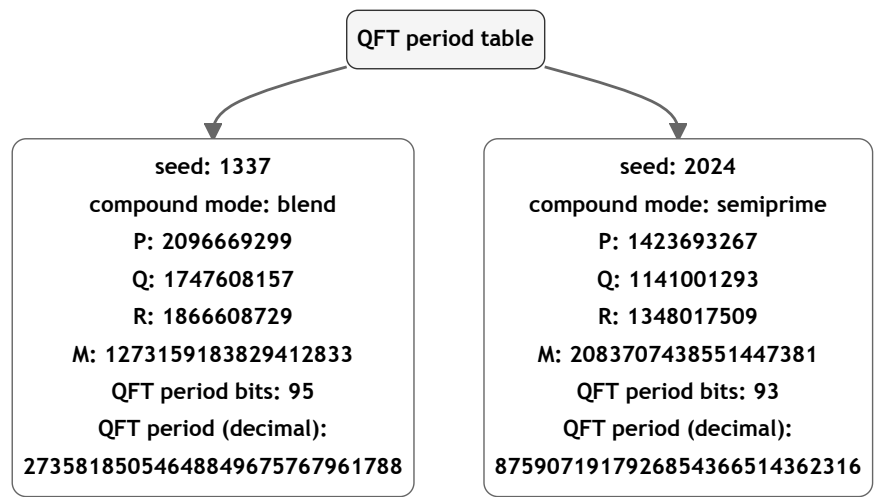 QFT period table
seed: 1337
compound mode: blend
P: 2096669299
Q: 1747608157
R: 1866608729
M: 1273159183829412833
QFT period bits: 95
QFT period (decimal):
27358185054648849675767961788
seed: 2024
compound mode: semiprime
P: 1423693267
Q: 1141001293
R: 1348017509
M: 2083707438551447381
QFT period bits: 93
QFT period (decimal):
8759071917926854366514362316